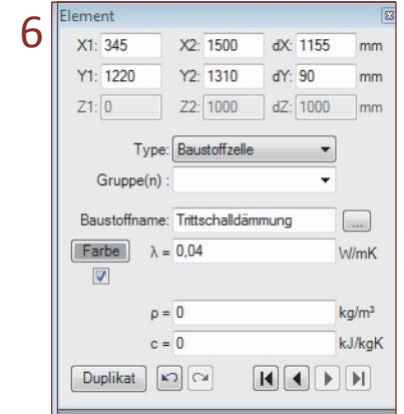 6
Element
X1: 345 X2: 1500 dX: 1155 mm
Y1: 1220 Y2: 1310 dY: 90 mm
Z1: 0 Z2: 1000 dZ: 1000 mm
Type: Baustoffzelle
Gruppe(n) :
Baustoffname: Trittschalldämmung ...
Farbe λ = 0,04 W/mK
ρ = 0 kg/m³
c = 0 kJ/kgK
Duplikat